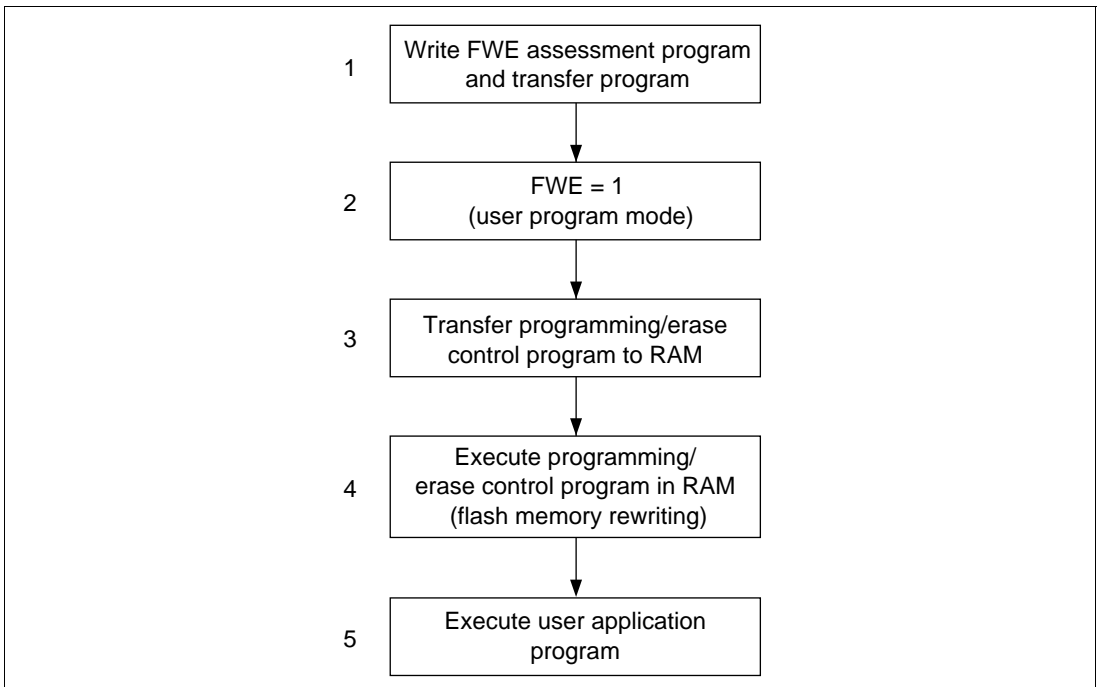 1
Write FWE assessment program
and transfer program
2
FWE = 1
(user program mode)
3
Transfer programming/erase
control program to RAM
4
Execute programming/
erase control program in RAM
(flash memory rewriting)
5
Execute user application
program